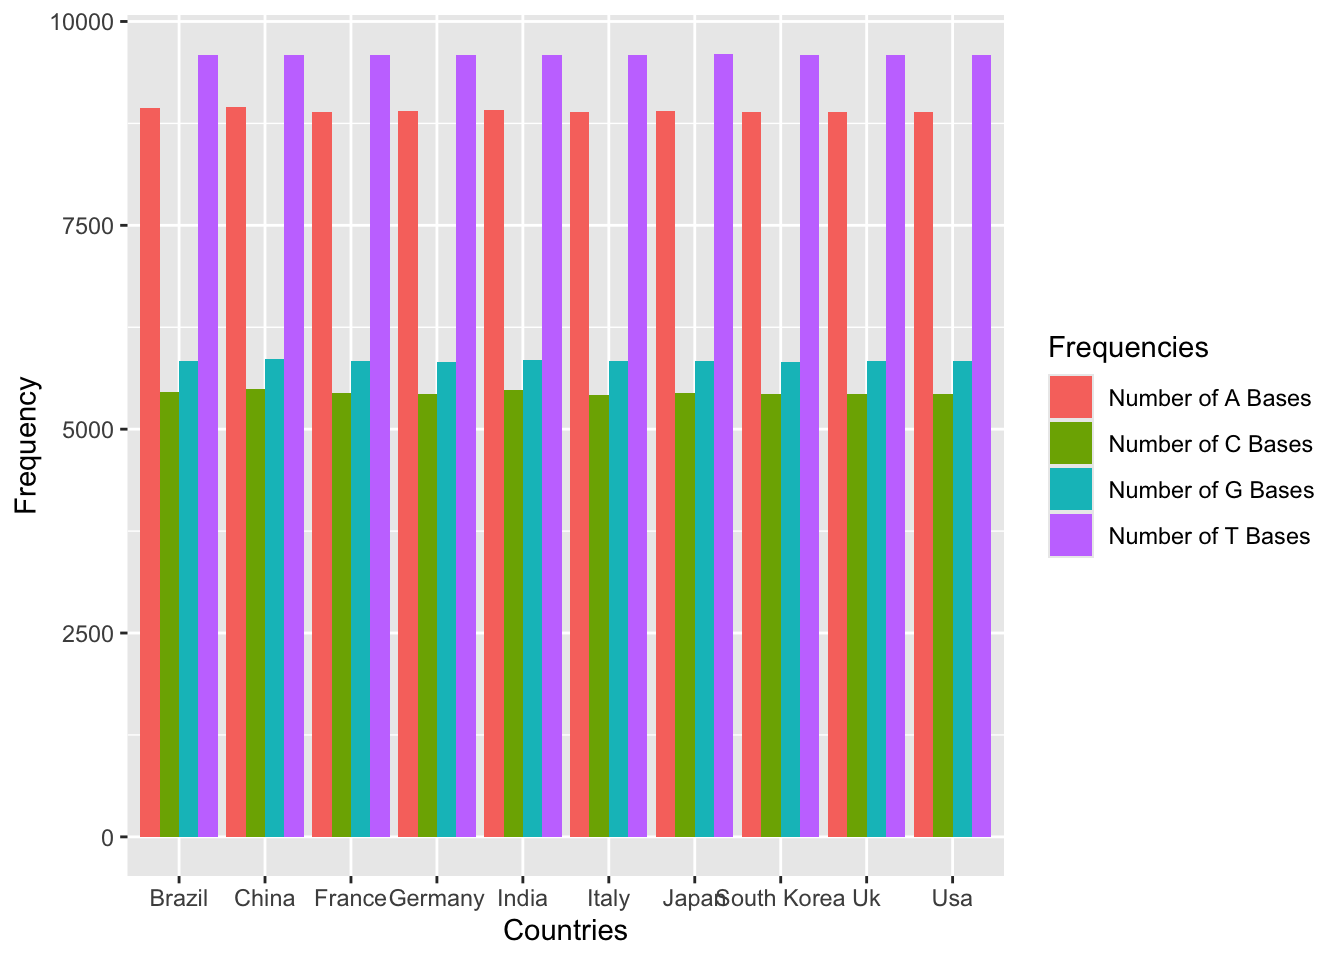 10000
7500
5000
2500
0
Frequency
Brazil China France Germany India Italy Japan South Korea Uk Usa
Countries
Frequencies
Number of A Bases
Number of C Bases
Number of G Bases
Number of T Bases